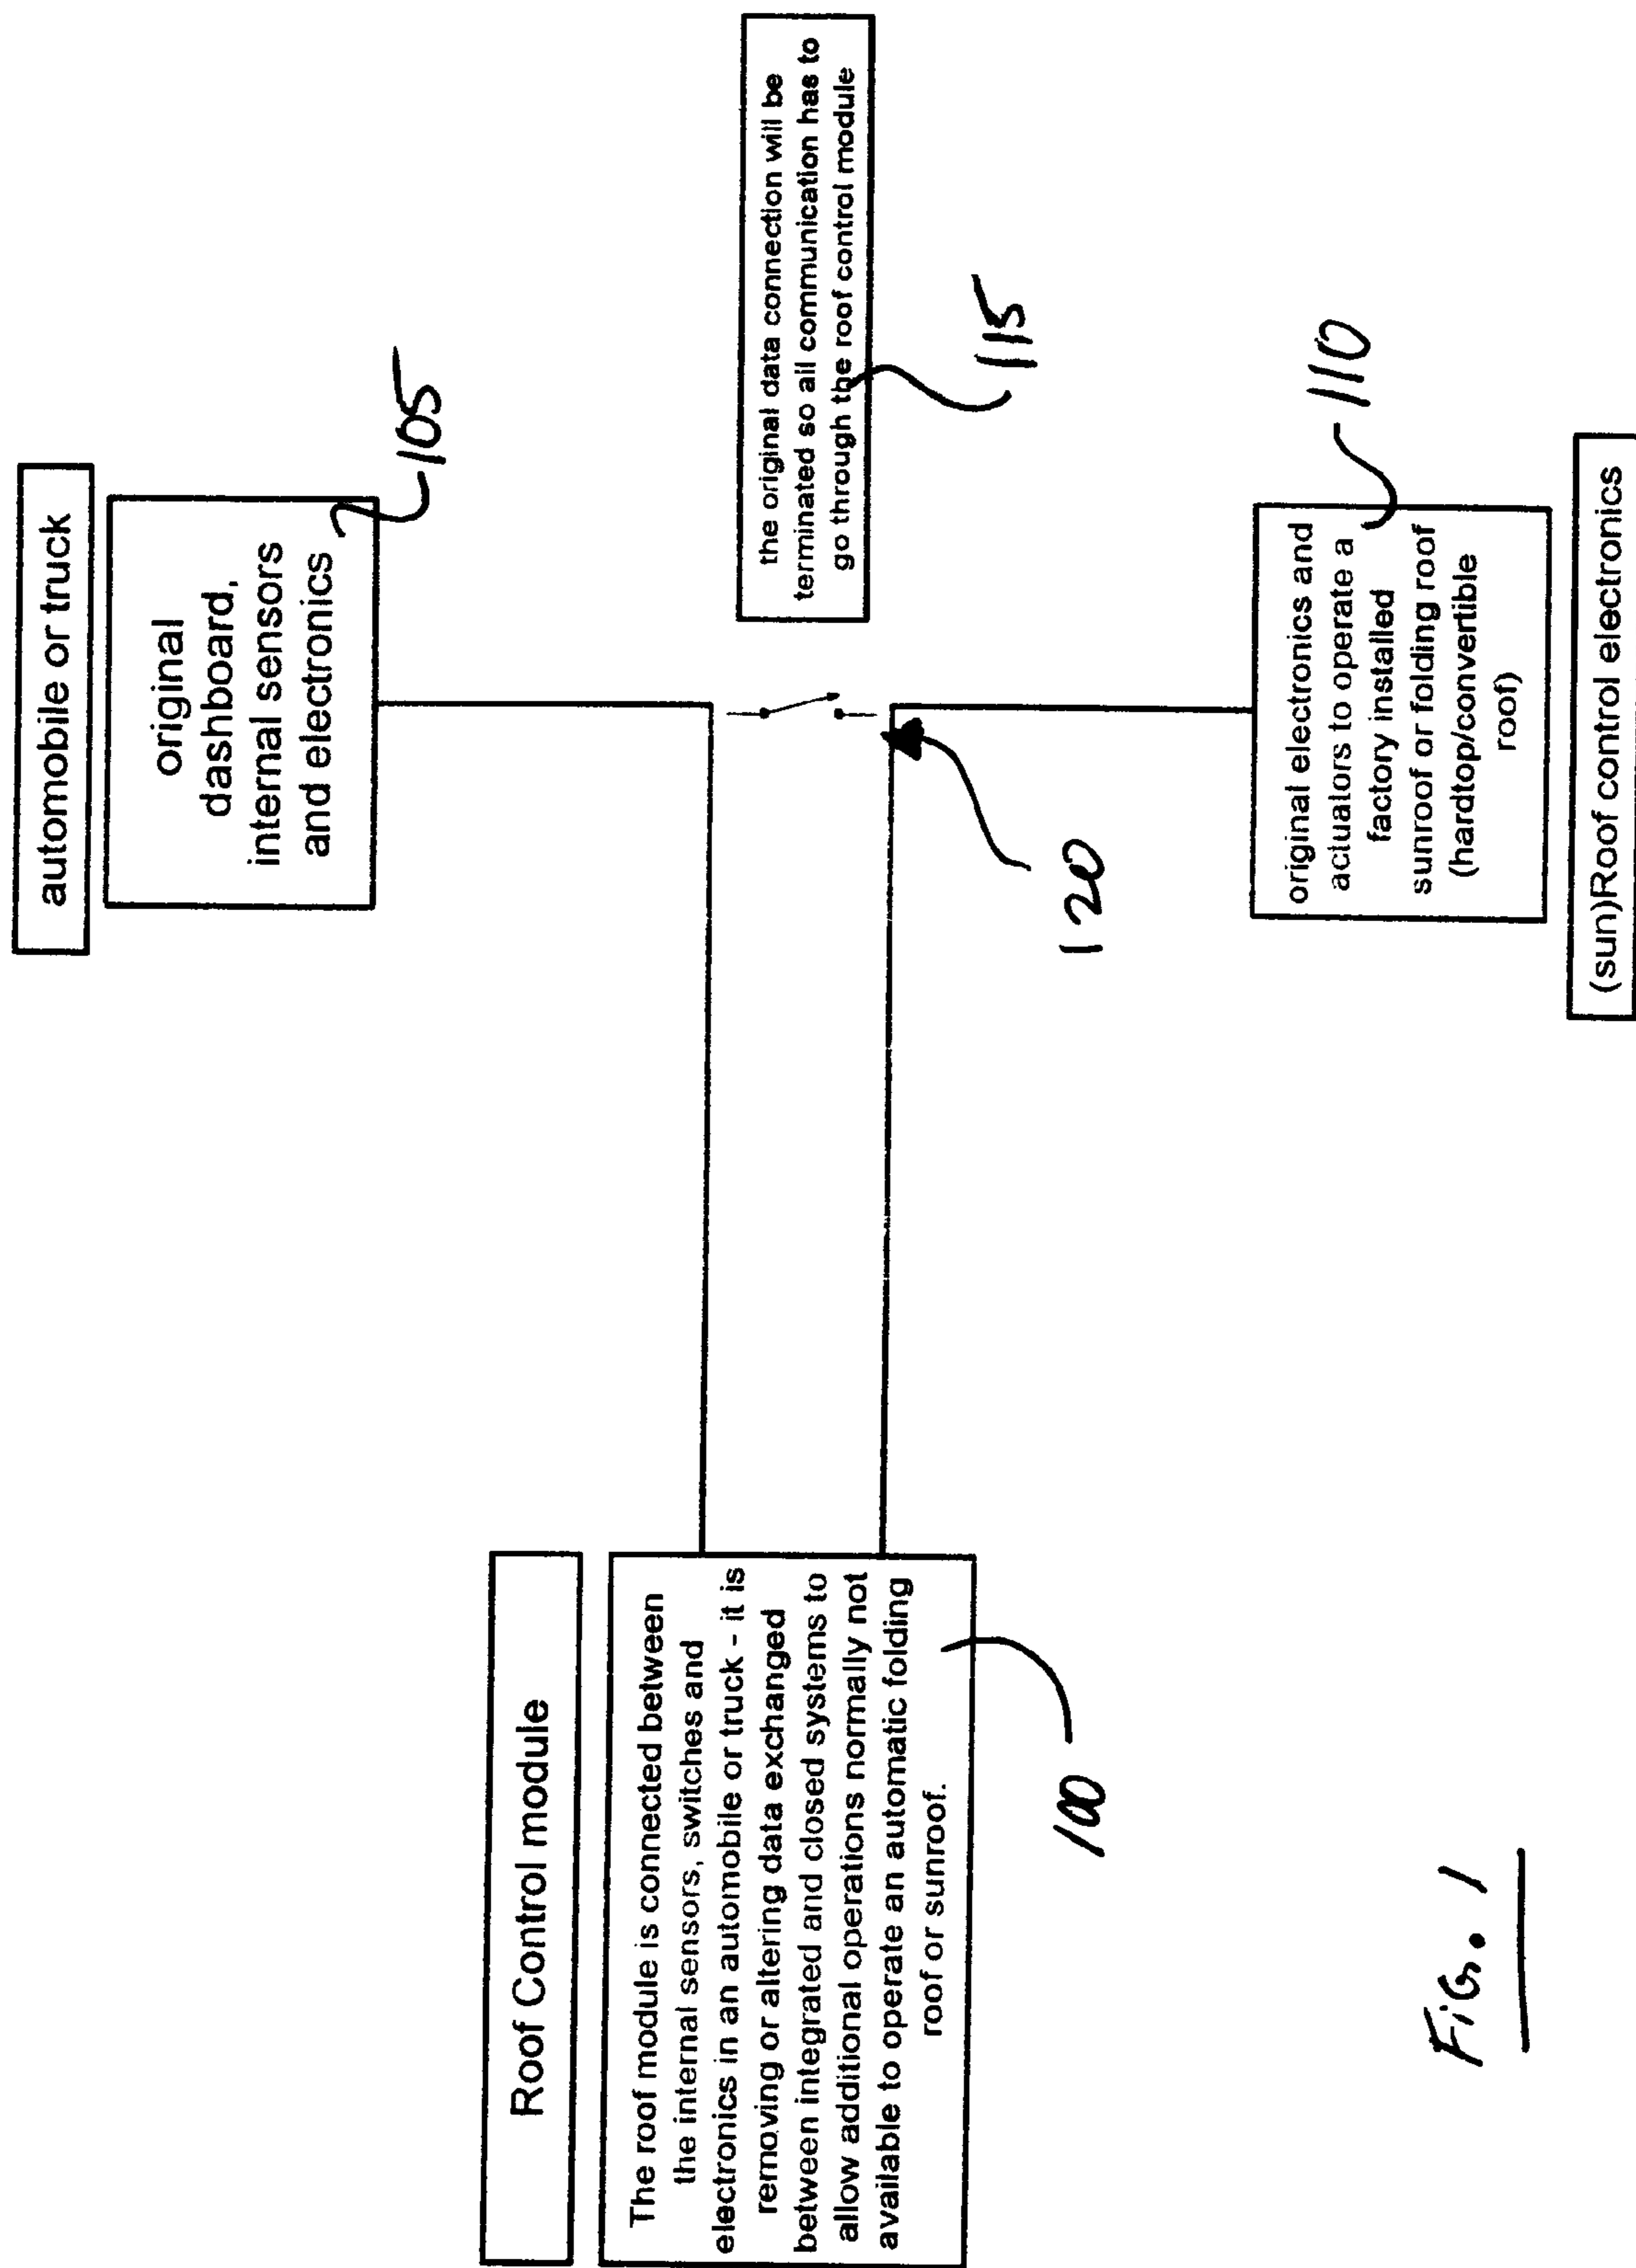 automobile or truck
original
dashboard,
internal sensors
and electronics
105
the original data connection will be
terminated so all communication has to
go through the roof control module
115
120
original electronics and
actuators to operate a
factory installed
sunroof or folding roof
(hardtop/convertible
roof)
110
(sun)Roof control electronics
Roof Control module
The roof module is connected between
the internal sensors, switches and
electronics in an automobile or truck - it is
removing or altering data exchanged
between integrated and closed systems to
allow additional operations normally not
available to operate an automatic folding
roof or sunroof.
100
FiG. 1